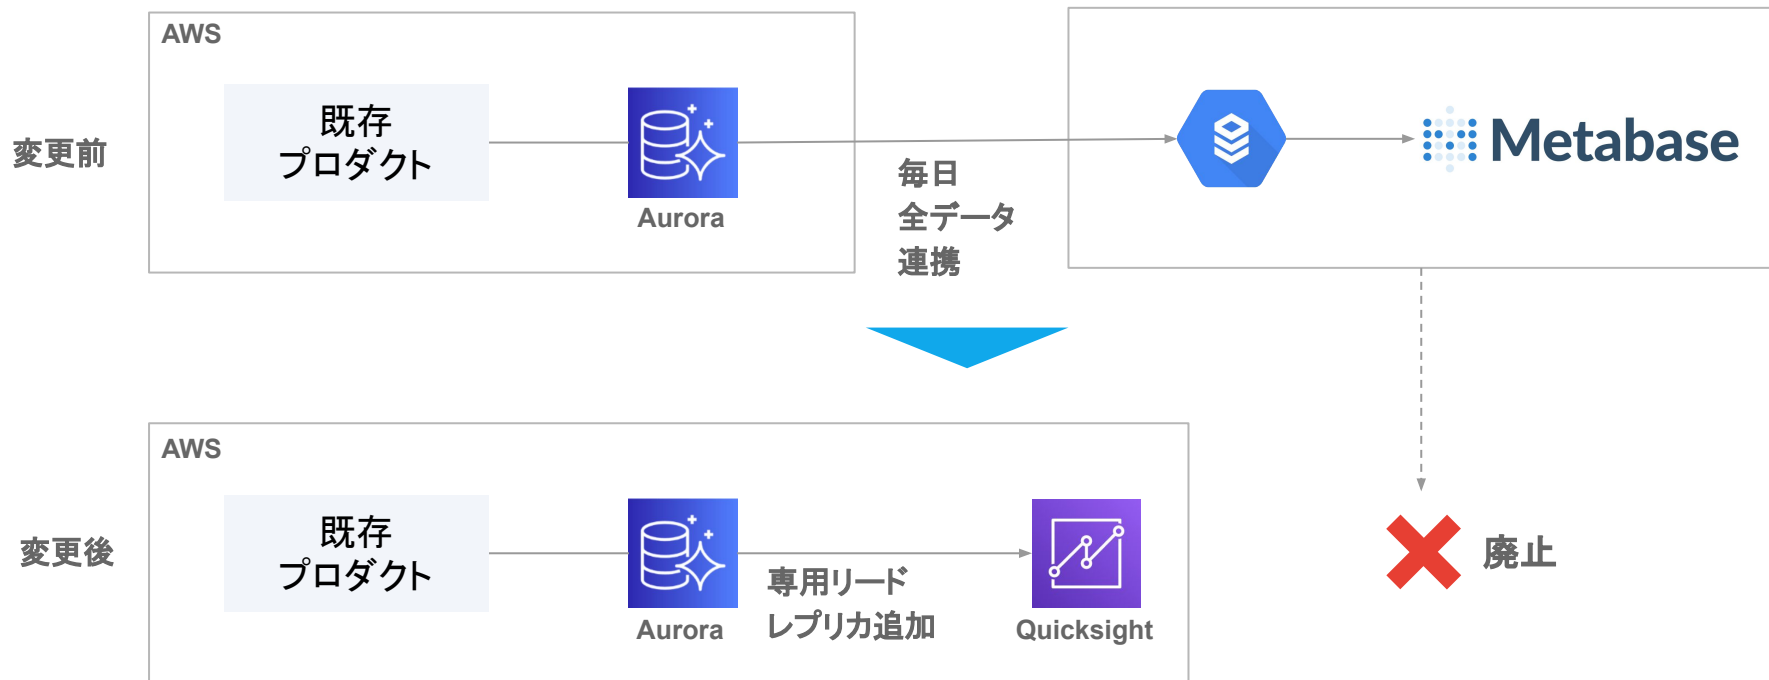 AWS
既存
プロダクト
変更前
Metabase
毎日
全データ
連携
Aurora
AWS
既存
プロダクト
変更後
専用リード
レプリカ追加
Aurora
Quicksight
廃止